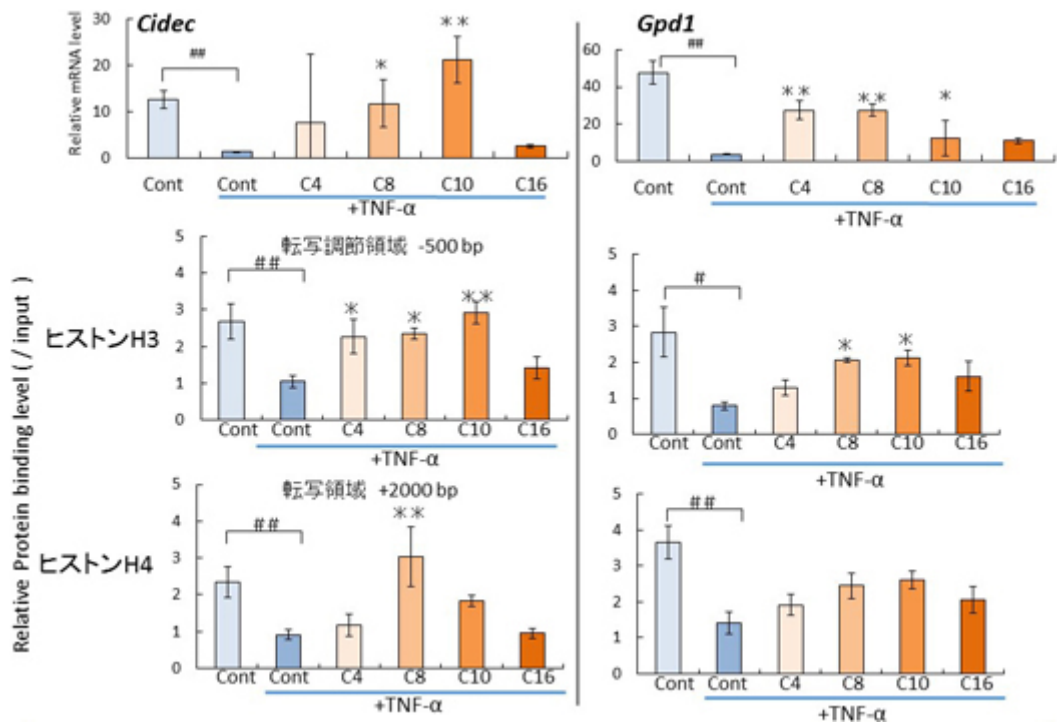 Cidec
Relative mRNA level
30
20
10
0
##
*
**
Cont Cont C4 C8 C10 C16
+TNF-α
Gpd1
60
40
20
0
##
**
**
*
Cont Cont C4 C8 C10 C16
+TNF-α
Relative Protein binding level ( / input)
ヒストンH3
転写調節領域 -500 bp
5
4
3
2
1
0
##
*
*
**
Cont Cont C4 C8 C10 C16
+TNF-α
5
4
3
2
1
0
#
*
*
Cont Cont C4 C8 C10 C16
+TNF-α
ヒストンH4
転写領域 +2000 bp
5
4
3
2
1
0
##
**
Cont Cont C4 C8 C10 C16
+TNF-α
5
4
3
2
1
0
##
Cont Cont C4 C8 C10 C16
+TNF-α